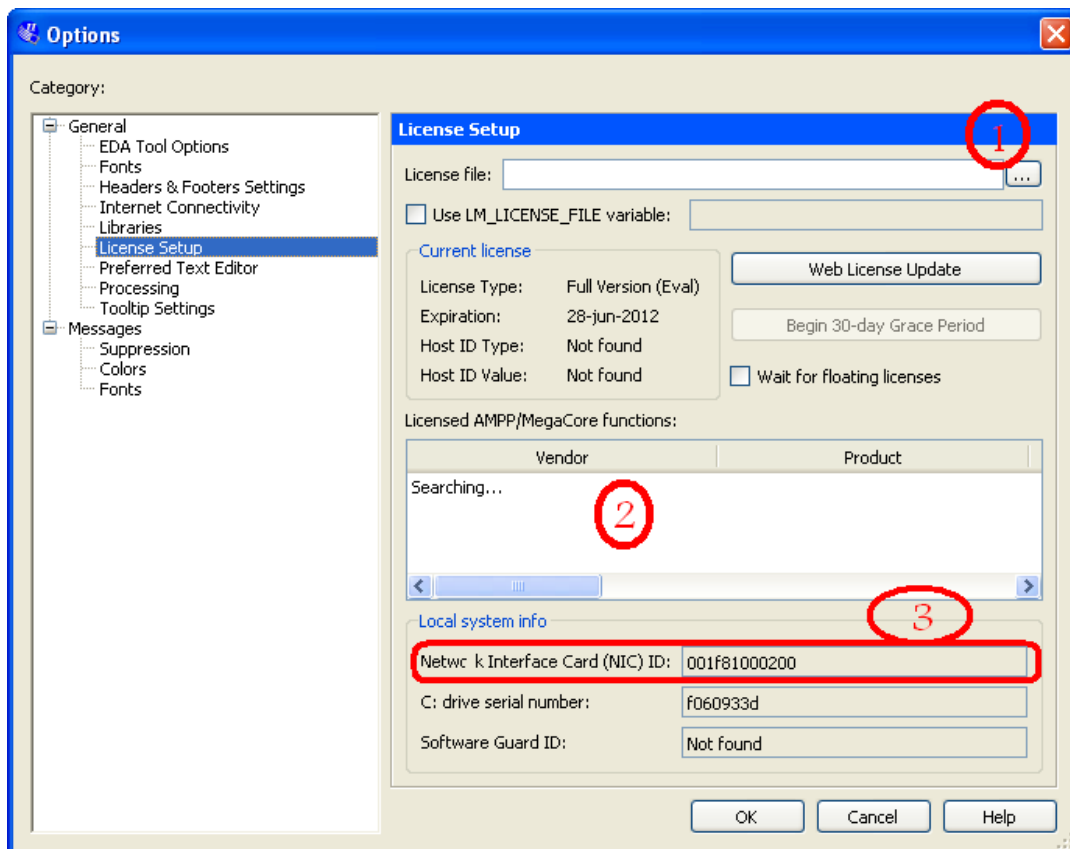 Options
Category:
General
EDA Tool Options
Fonts
Headers & Footers Settings
Internet Connectivity
Libraries
License Setup
Preferred Text Editor
Processing
Tooltip Settings
Messages
Suppression
Colors
Fonts
License Setup
1
License file:
...
Use LM_LICENSE_FILE variable:
Current license
License Type: Full Version (Eval)
Expiration: 28-jun-2012
Host ID Type: Not found
Host ID Value: Not found
Web License Update
Begin 30-day Grace Period
Wait for floating licenses
Licensed AMPP/MegaCore functions:
Vendor Product
Searching...
2
3
Local system info
Netwc k Interface Card (NIC) ID: 001f81000200
C: drive serial number: f060933d
Software Guard ID: Not found
OK Cancel Help